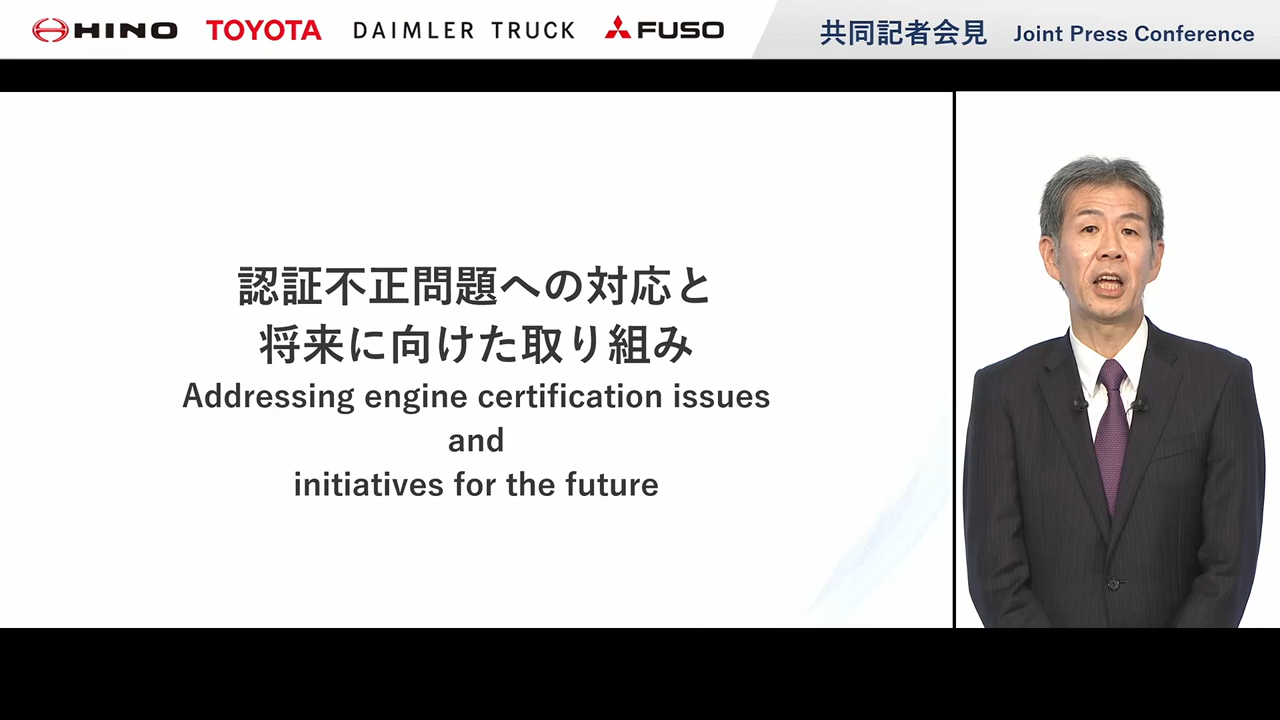 HINO
TOYOTA
DAIMLER TRUCK
FUSO
共同記者会見 Joint Press Conference
認証不正問題への対応と
将来に向けた取り組み
Addressing engine certification issues
and
initiatives for the future